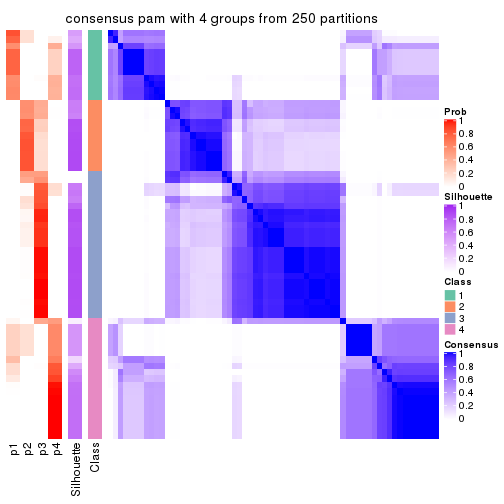 consensus pam with 4 groups from 250 partitions
Prob
1
0.8
0.6
0.4
0.2
0
Silhouette
1
0.8
0.6
0.4
0.2
0
Class
1
2
3
4
Consensus
1
0.8
0.6
0.4
0.2
0
p1
p2
p3
p4
Silhouette
Class